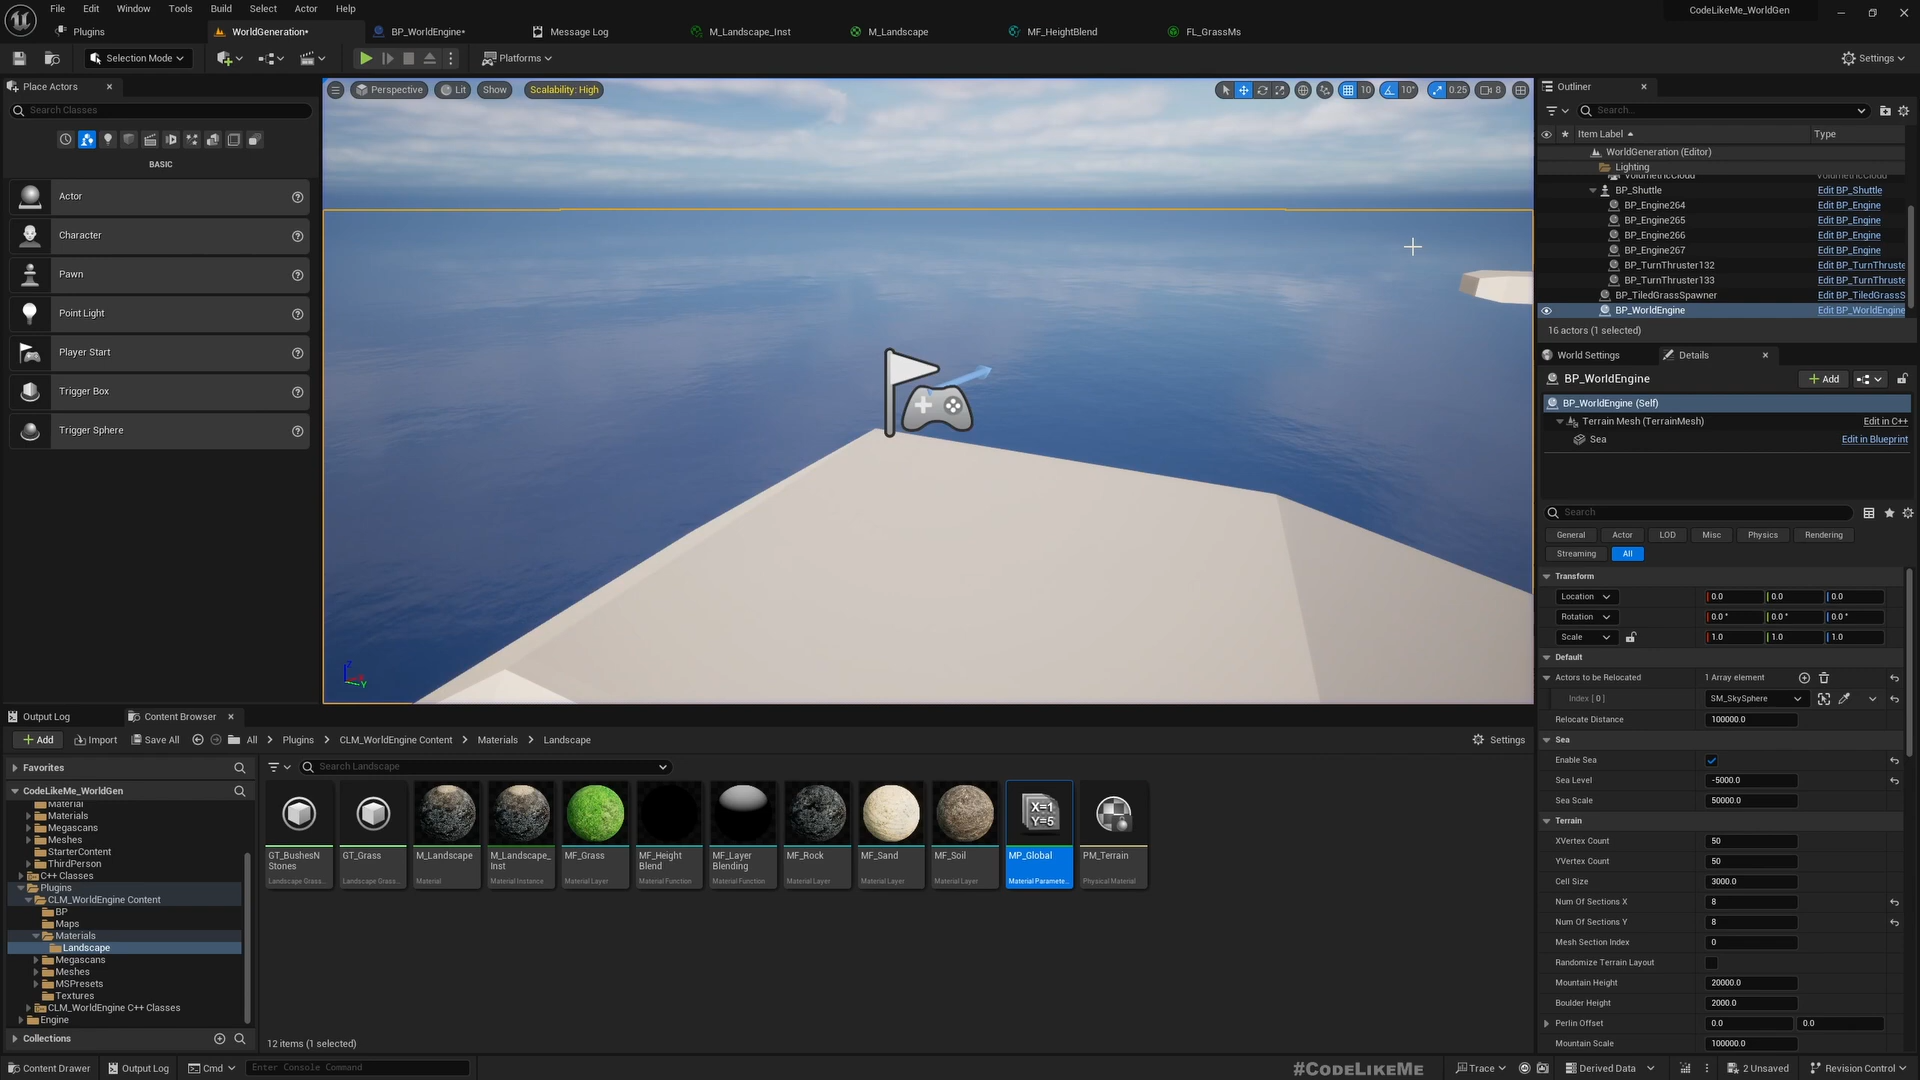 File Edit Window Tools Build Select Actor Help
CodeLikeMe_WorldGen
Plugins
WorldGeneration•
BP_WorldEngine•
Message Log
M_Landscape_Inst
M_Landscape
MF_HeightBlend
FL_GrassMs
Selection Mode
Platforms
Settings
Place Actors
Search Classes
BASIC
Actor
Character
Pawn
Point Light
Player Start
Trigger Box
Trigger Sphere
Perspective
Lit
Show
Scalability: High
10
10°
0.25
8
Outliner
Search...
Item Label
Type
WorldGeneration (Editor)
Lighting
VolumetricCloud VolumetricCloud
BP_Shuttle Edit BP_Shuttle
BP_Engine264 Edit BP_Engine
BP_Engine265 Edit BP_Engine
BP_Engine266 Edit BP_Engine
BP_Engine267 Edit BP_Engine
BP_TurnThruster132 Edit BP_TurnThruste
BP_TurnThruster133 Edit BP_TurnThruste
BP_TiledGrassSpawner Edit BP_TiledGrassS
BP_WorldEngine Edit BP_WorldEngine
16 actors (1 selected)
World Settings
Details
BP_WorldEngine
Add
BP_WorldEngine (Self)
Terrain Mesh (TerrainMesh) Edit in C++
Sea Edit in Blueprint
Search
General Actor LOD Misc Physics Rendering
Streaming All
Transform
Location 0.0 0.0 0.0
Rotation 0.0° 0.0° 0.0°
Scale 1.0 1.0 1.0
Default
Actors to be Relocated 1 Array element
Index [ 0 ] SM_SkySphere
Relocate Distance 100000.0
Sea
Enable Sea
Sea Level -5000.0
Sea Scale 50000.0
Terrain
XVertex Count 50
YVertex Count 50
Cell Size 3000.0
Num Of Sections X 8
Num Of Sections Y 8
Mesh Section Index 0
Randomize Terrain Layout
Mountain Height 20000.0
Boulder Height 2000.0
Perlin Offset 0.0 0.0
Mountain Scale 100000.0
Output Log
Content Browser
Add
Import
Save All
All > Plugins > CLM_WorldEngine Content > Materials > Landscape
Settings
Favorites
Search Landscape
CodeLikeMe_WorldGen
Material
Materials
Megascans
Meshes
StarterContent
ThirdPerson
C++ Classes
Plugins
CLM_WorldEngine Content
BP
Maps
Materials
Landscape
Megascans
Meshes
MSPresets
Textures
CLM_WorldEngine C++ Classes
Engine
Collections
GT_BushesN
Stones
Landscape Grass...
GT_Grass
Landscape Grass...
M_Landscape
Material
M_Landscape_
Inst
Material Instance
MF_Grass
Material Layer
MF_Height
Blend
Material Function
MF_Layer
Blending
Material Function
MF_Rock
Material Layer
MF_Sand
Material Layer
MF_Soil
Material Layer
X=1
Y=5
MP_Global
Material Paramete...
PM_Terrain
Physical Material
12 items (1 selected)
#CodeLikeMe
Content Drawer
Output Log
Cmd
Enter Console Command
Trace
Derived Data
2 Unsaved
Revision Control